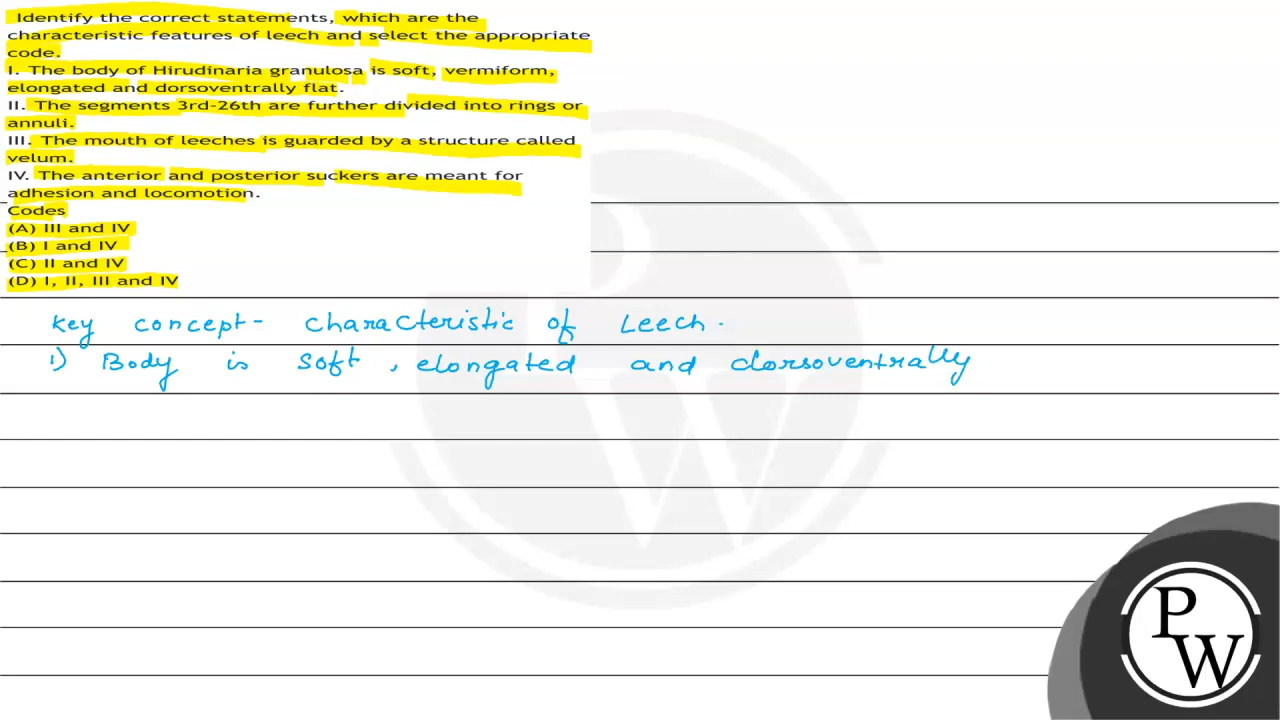 Identify the correct statements, which are the
characteristic features of leech and select the appropriate
code.
I. The body of Hirudinaria granulosa is soft, vermiform,
elongated and dorsoventrally flat.
II. The segments 3rd-26th are further divided into rings or
annuli.
III. The mouth of leeches is guarded by a structure called
velum.
IV. The anterior and posterior suckers are meant for
adhesion and locomotion.
Codes
(A) III and IV
(B) I and IV
(C) II and IV
(D) I, II, III and IV
Key concept- characteristic of Leech.
1) Body is soft, elongated and dorsoventrally
PW
PW